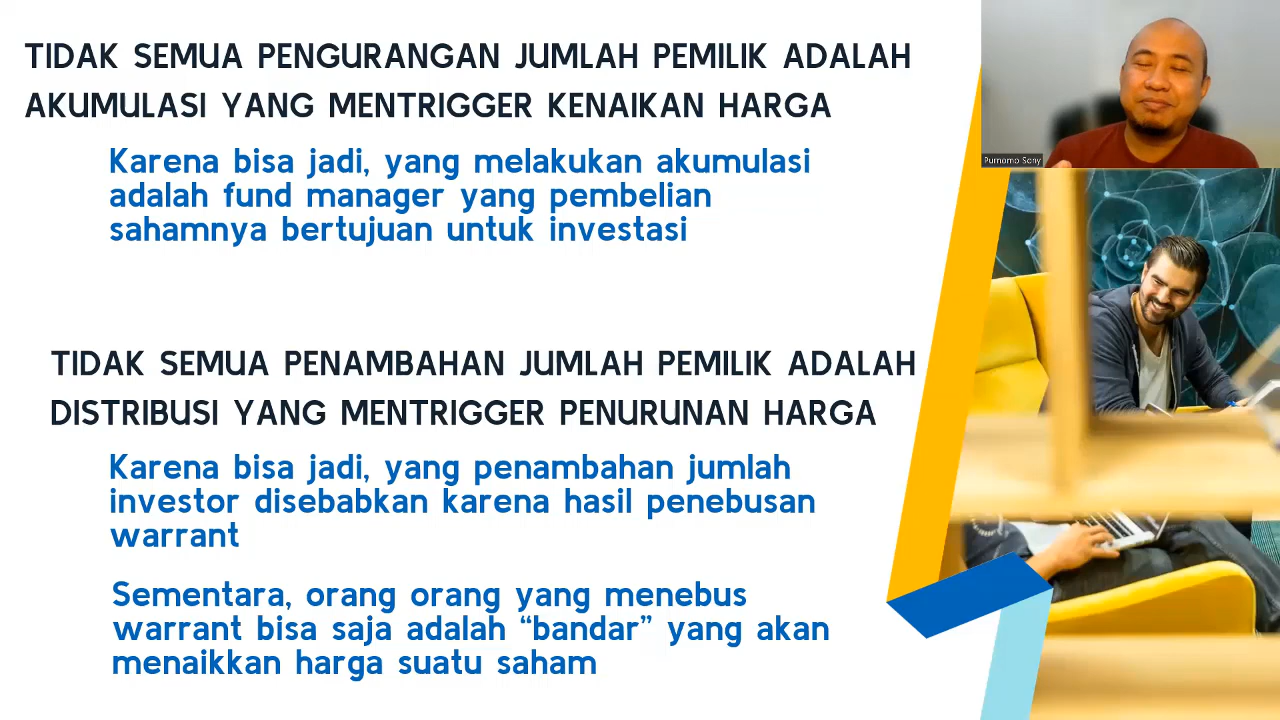 TIDAK SEMUA PENGURANGAN JUMLAH PEMILIK ADALAH
AKUMULASI YANG MENTRIGGER KENAIKAN HARGA
Karena bisa jadi, yang melakukan akumulasi
adalah fund manager yang pembelian
sahamnya bertujuan untuk investasi
Purnomo Sony
TIDAK SEMUA PENAMBAHAN JUMLAH PEMILIK ADALAH
DISTRIBUSI YANG MENTRIGGER PENURUNAN HARGA
Karena bisa jadi, yang penambahan jumlah
investor disebabkan karena hasil penebusan
warrant
Sementara, orang orang yang menebus
warrant bisa saja adalah “bandar” yang akan
menaikkan harga suatu saham